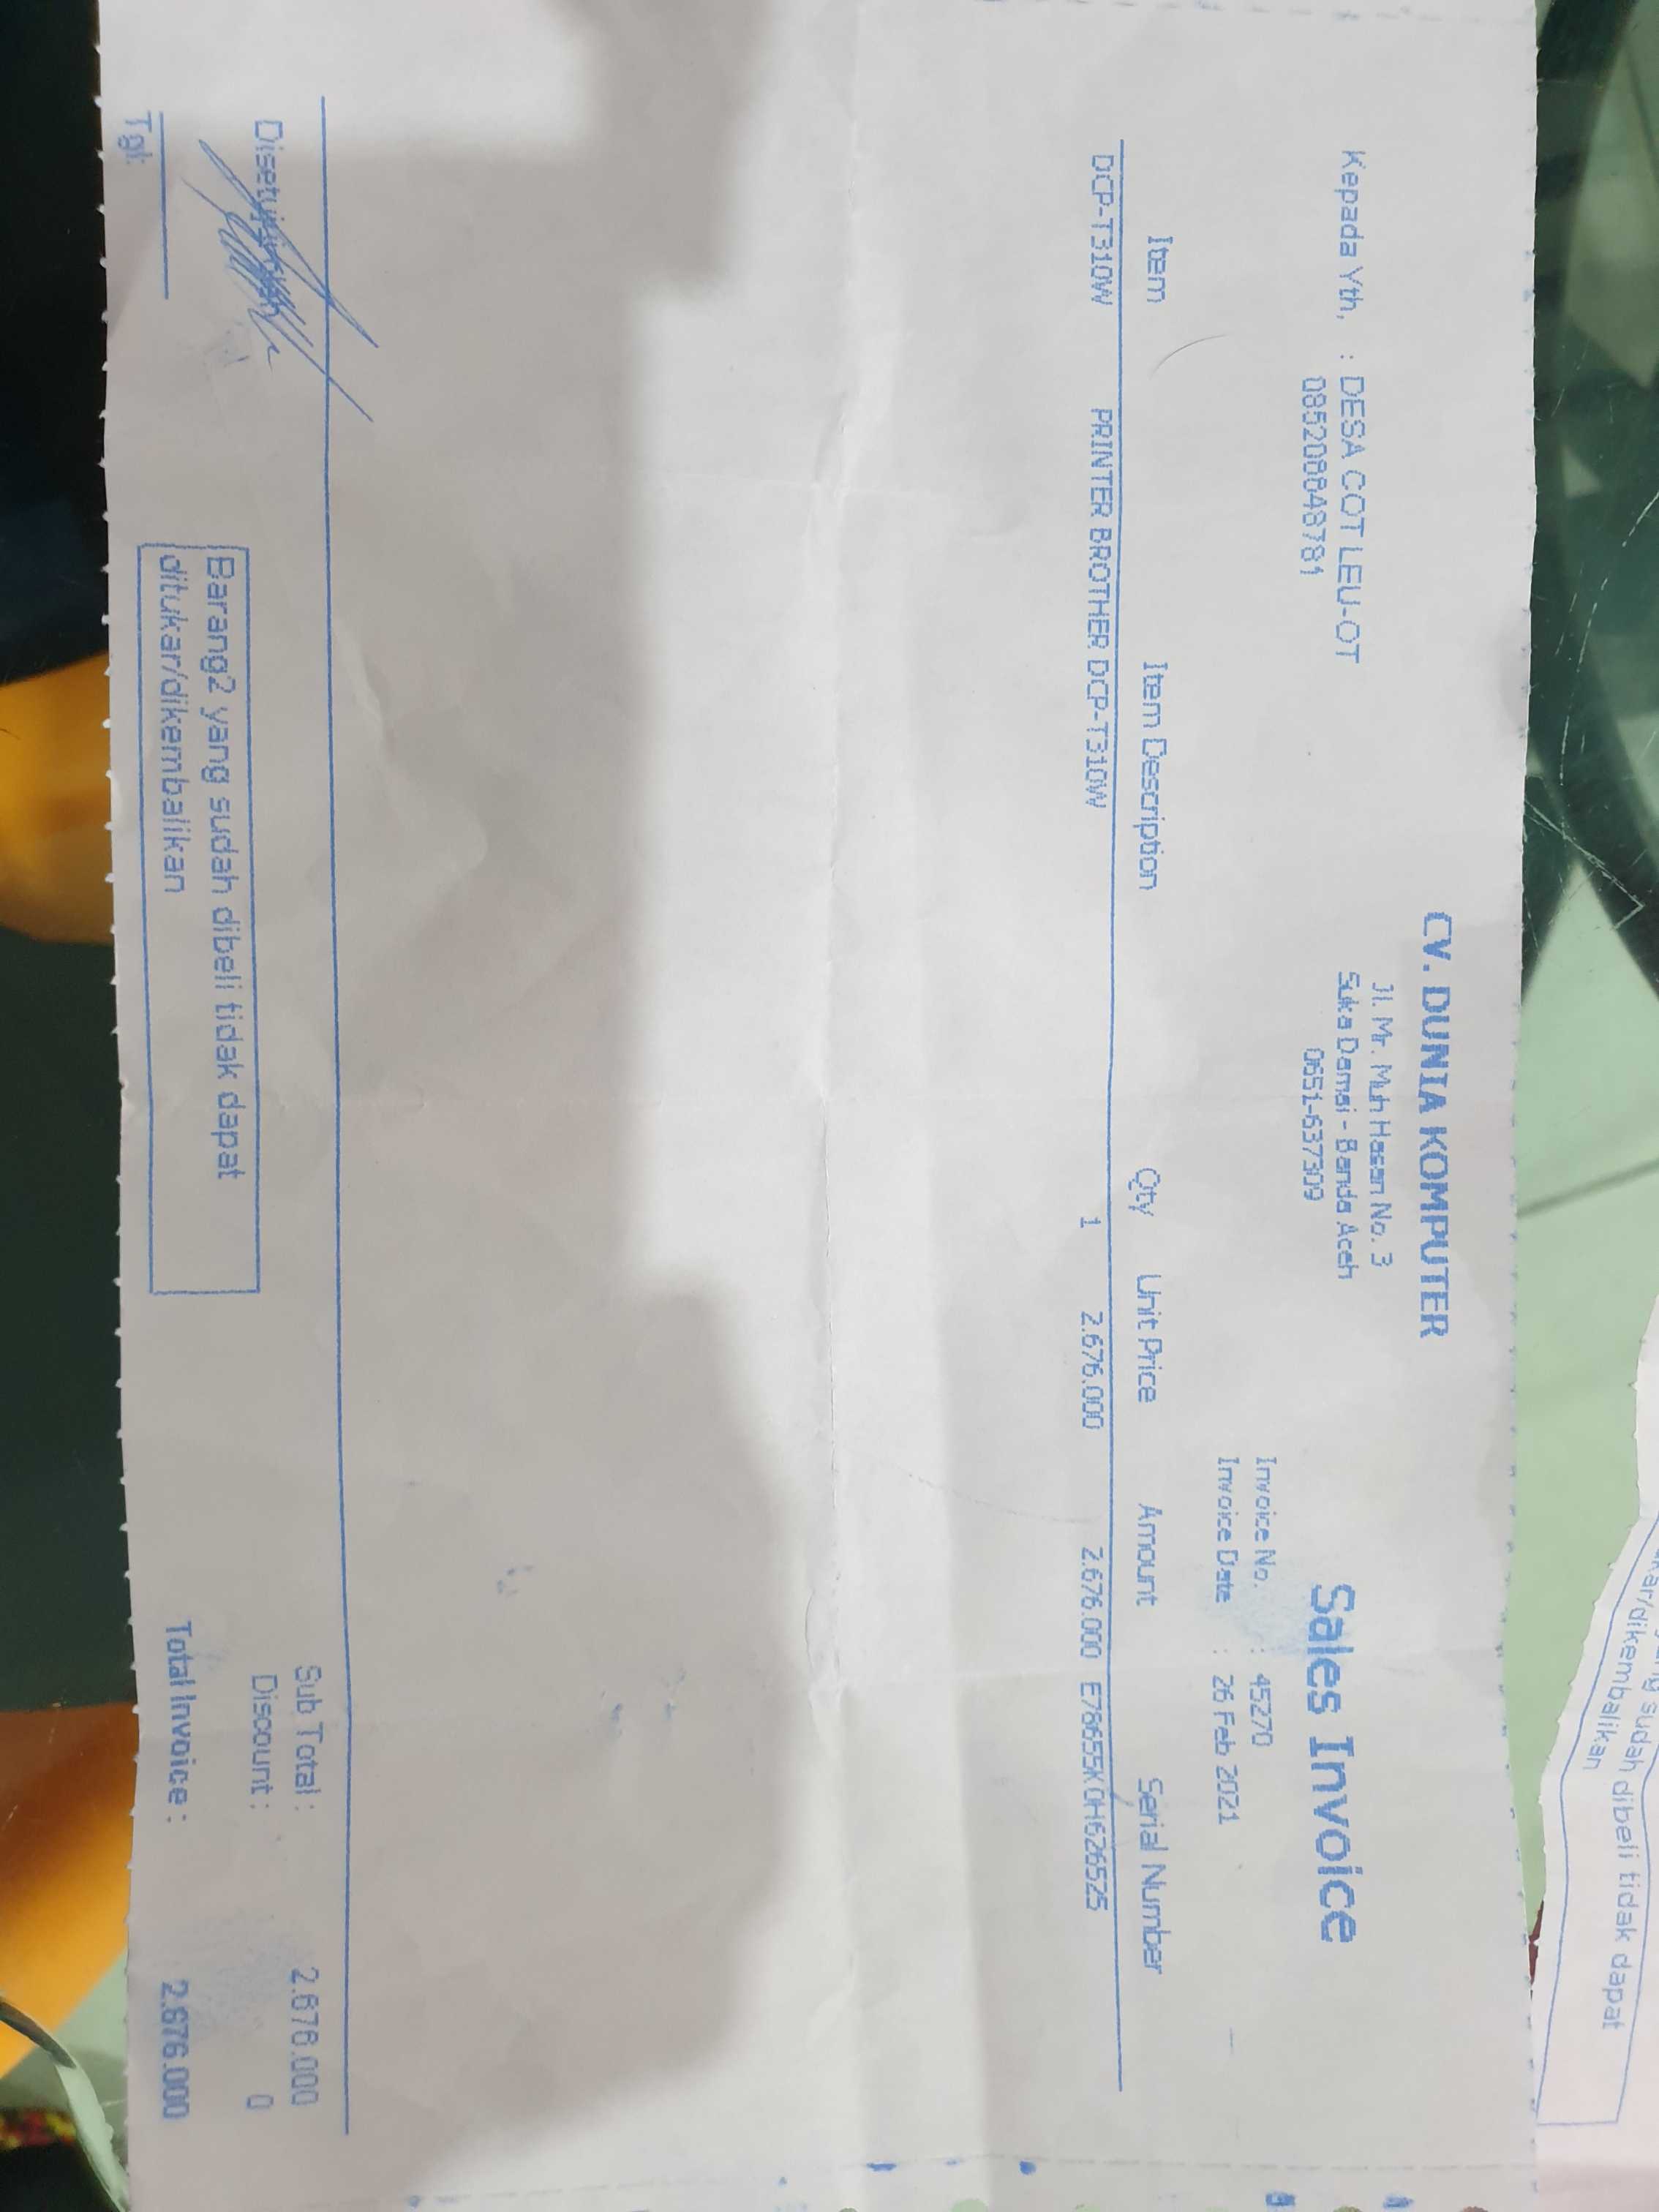 CV. DUNIA KOMPUTER
Jl. Mr. Muh Hasan No. 3
Suka Damai - Banda Aceh
0651-637309
Kepada Yth, : DESA COT LEU-OT
085208848781
Sales Invoice
Invoice No. : 45270
Invoice Date : 26 Feb 2021
Item Item Description Qty Unit Price Amount Serial Number
DCP-T310W PRINTER BROTHER DCP-T310W 1 2.676.000 2.676.000 E78655K0H626525
Disetujui oleh
Tgl:
Barang2 yang sudah dibeli tidak dapat
ditukar/dikembalikan
Sub Total : 2.676.000
Discount : 0
Total Invoice : 2.676.000
sudah dibeli tidak dapat
/dikembalikan